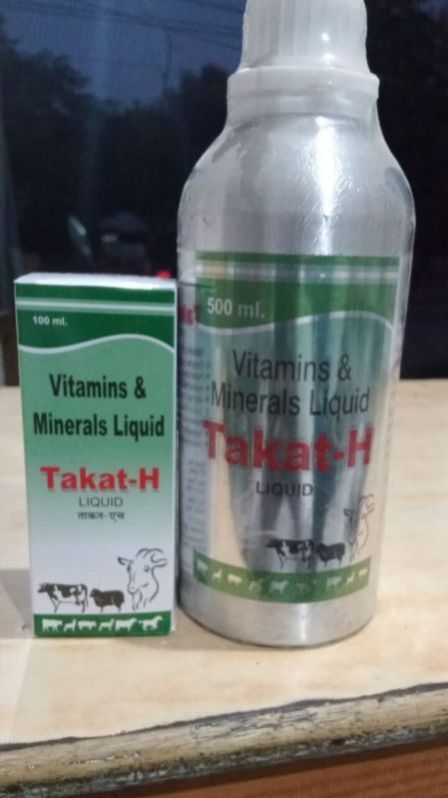 100 ml.
Vitamins &
Minerals Liquid
Takat-H
LIQUID
ताकत-एच
500 ml.
Vitamins &
Minerals Liquid
Takat-H
LIQUID